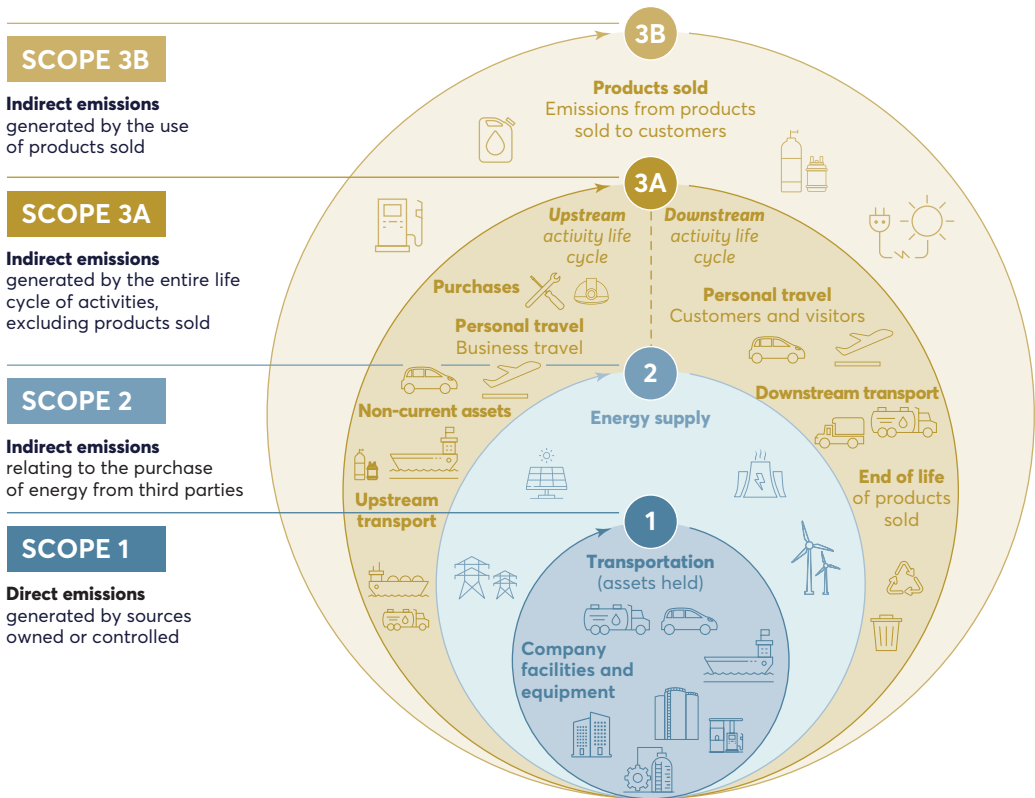 SCOPE 3B
Indirect emissions
generated by the use
of products sold
SCOPE 3A
Indirect emissions
generated by the entire life
cycle of activities,
excluding products sold
SCOPE 2
Indirect emissions
relating to the purchase
of energy from third parties
SCOPE 1
Direct emissions
generated by sources
owned or controlled
3B
Products sold
Emissions from products
sold to customers
3A
Upstream
activity life
cycle
Downstream
activity life
cycle
Purchases
Personal travel
Business travel
Non-current assets
Upstream
transport
Personal travel
Customers and visitors
Downstream transport
End of life
of products
sold
2
Energy supply
1
Transportation
(assets held)
Company
facilities and
equipment